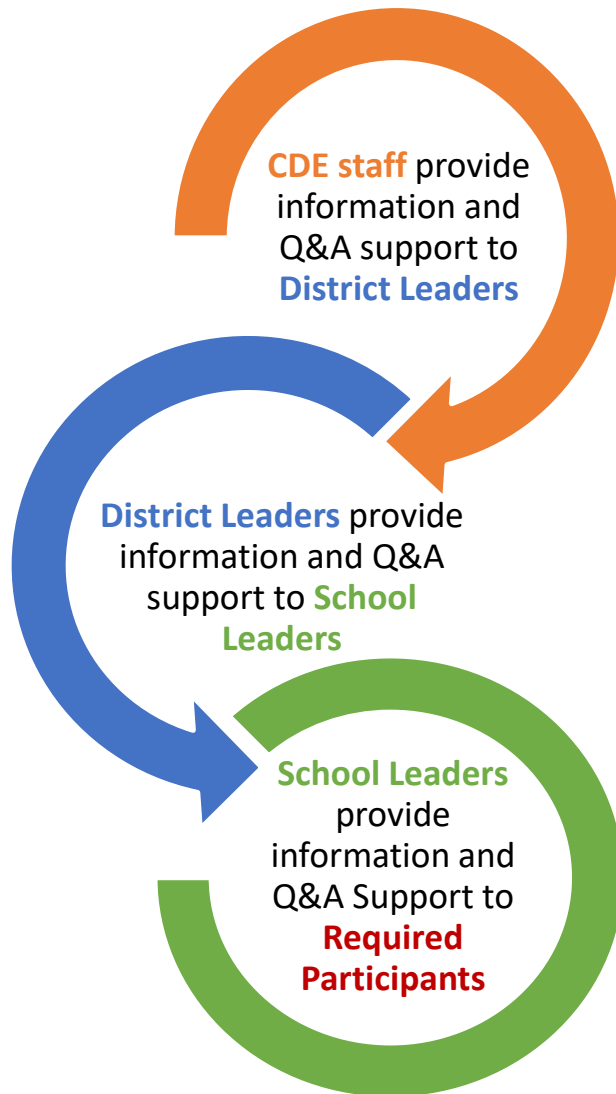 CDE staff provide
information and
Q&A support to
District Leaders
District Leaders provide
information and Q&A
support to School
Leaders
School Leaders
provide
information and
Q&A Support to
Required
Participants